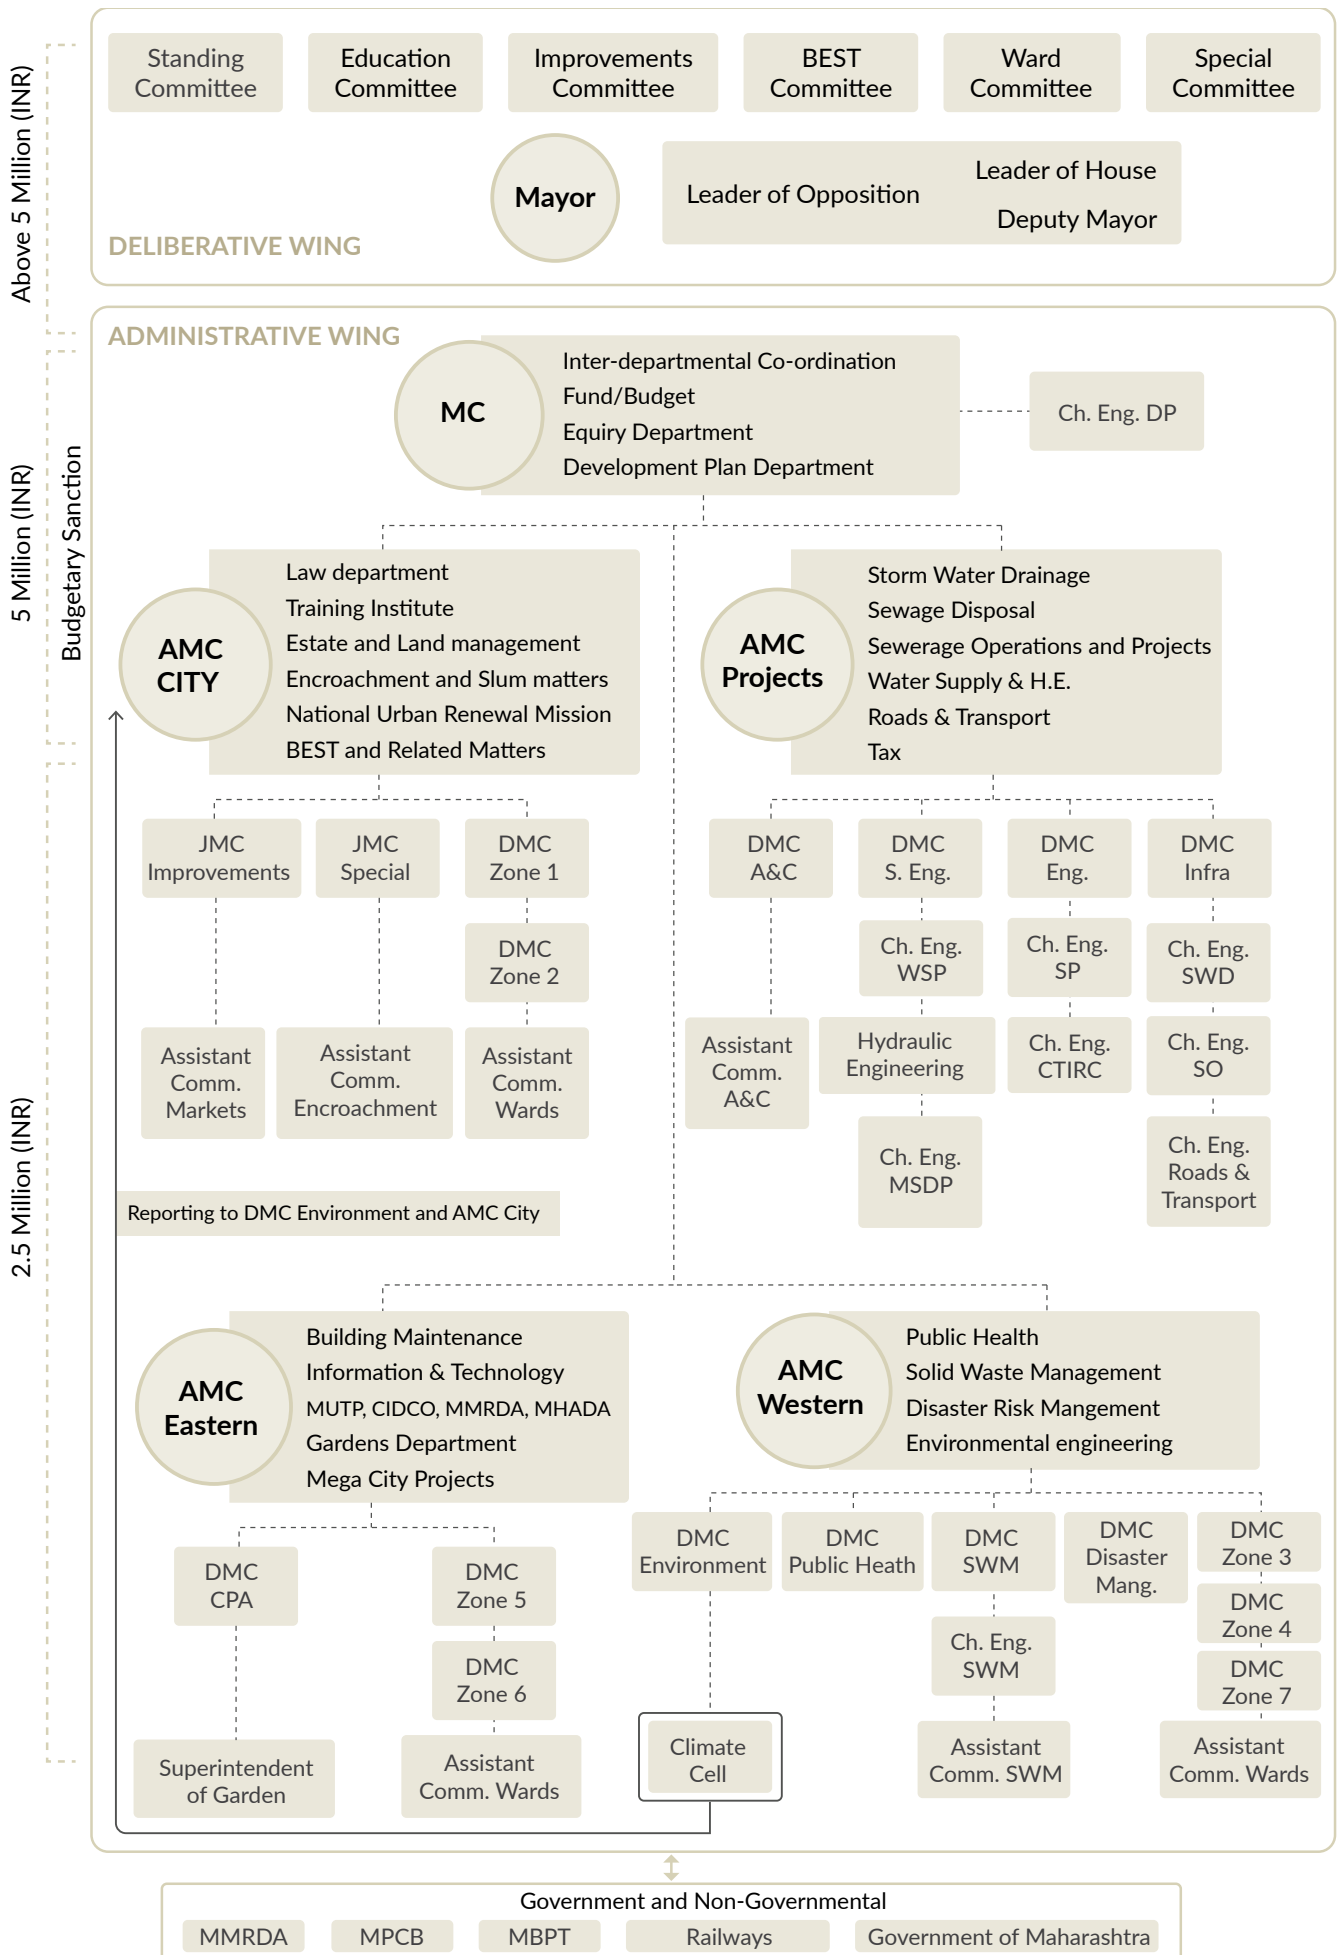 Above 5 Million (INR)
Standing
Committee
Education
Committee
Improvements
Committee
BEST
Committee
Ward
Committee
Special
Committee
Mayor
Leader of Opposition
Leader of House
Deputy Mayor
DELIBERATIVE WING
5 Million (INR)
Budgetary Sanction
ADMINISTRATIVE WING
MC
Inter-departmental Co-ordination
Fund/Budget
Equiry Department
Development Plan Department
Ch. Eng. DP
AMC
CITY
Law department
Training Institute
Estate and Land management
Encroachment and Slum matters
National Urban Renewal Mission
BEST and Related Matters
AMC
Projects
Storm Water Drainage
Sewage Disposal
Sewerage Operations and Projects
Water Supply & H.E.
Roads & Transport
Tax
2.5 Million (INR)
JMC
Improvements
JMC
Special
DMC
Zone 1
DMC
Zone 2
Assistant
Comm.
Markets
Assistant
Comm.
Encroachment
Assistant
Comm.
Wards
DMC
A&C
DMC
S. Eng.
DMC
Eng.
DMC
Infra
Ch. Eng.
WSP
Ch. Eng.
SP
Ch. Eng.
SWD
Assistant
Comm.
A&C
Hydraulic
Engineering
Ch. Eng.
CTIRC
Ch. Eng.
SO
Ch. Eng.
MSDP
Ch. Eng.
Roads &
Transport
Reporting to DMC Environment and AMC City
AMC
Eastern
Building Maintenance
Information & Technology
MUTP, CIDCO, MMRDA, MHADA
Gardens Department
Mega City Projects
AMC
Western
Public Health
Solid Waste Management
Disaster Risk Mangement
Environmental engineering
DMC
CPA
DMC
Zone 5
DMC
Zone 6
Superintendent
of Garden
Assistant
Comm. Wards
DMC
Environment
DMC
Public Heath
DMC
SWM
DMC
Disaster
Mang.
DMC
Zone 3
DMC
Zone 4
DMC
Zone 7
Ch. Eng.
SWM
Climate
Cell
Assistant
Comm. SWM
Assistant
Comm. Wards
Government and Non-Governmental
MMRDA
MPCB
MBPT
Railways
Government of Maharashtra